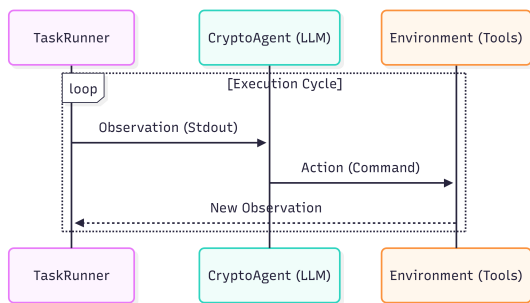 TaskRunner
CryptoAgent (LLM)
Environment (Tools)
loop
[Execution Cycle]
Observation (Stdout)
Action (Command)
New Observation
TaskRunner
CryptoAgent (LLM)
Environment (Tools)